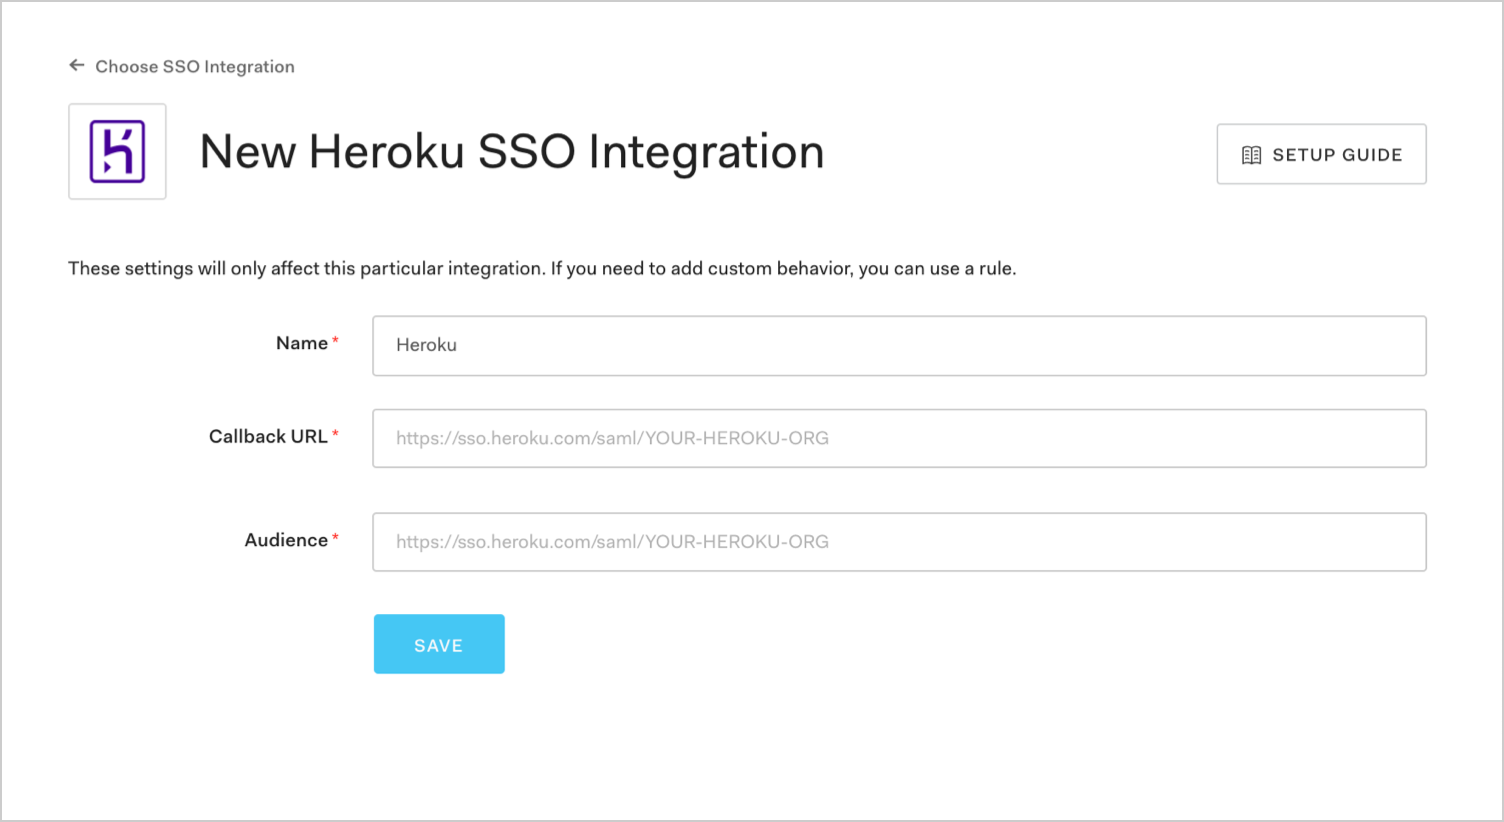 Choose SSO Integration
New Heroku SSO Integration
SETUP GUIDE
These settings will only affect this particular integration. If you need to add custom behavior, you can use a rule.
Name*
Heroku
Callback URL*
https://sso.heroku.com/saml/YOUR-HEROKU-ORG
Audience*
https://sso.heroku.com/saml/YOUR-HEROKU-ORG
SAVE